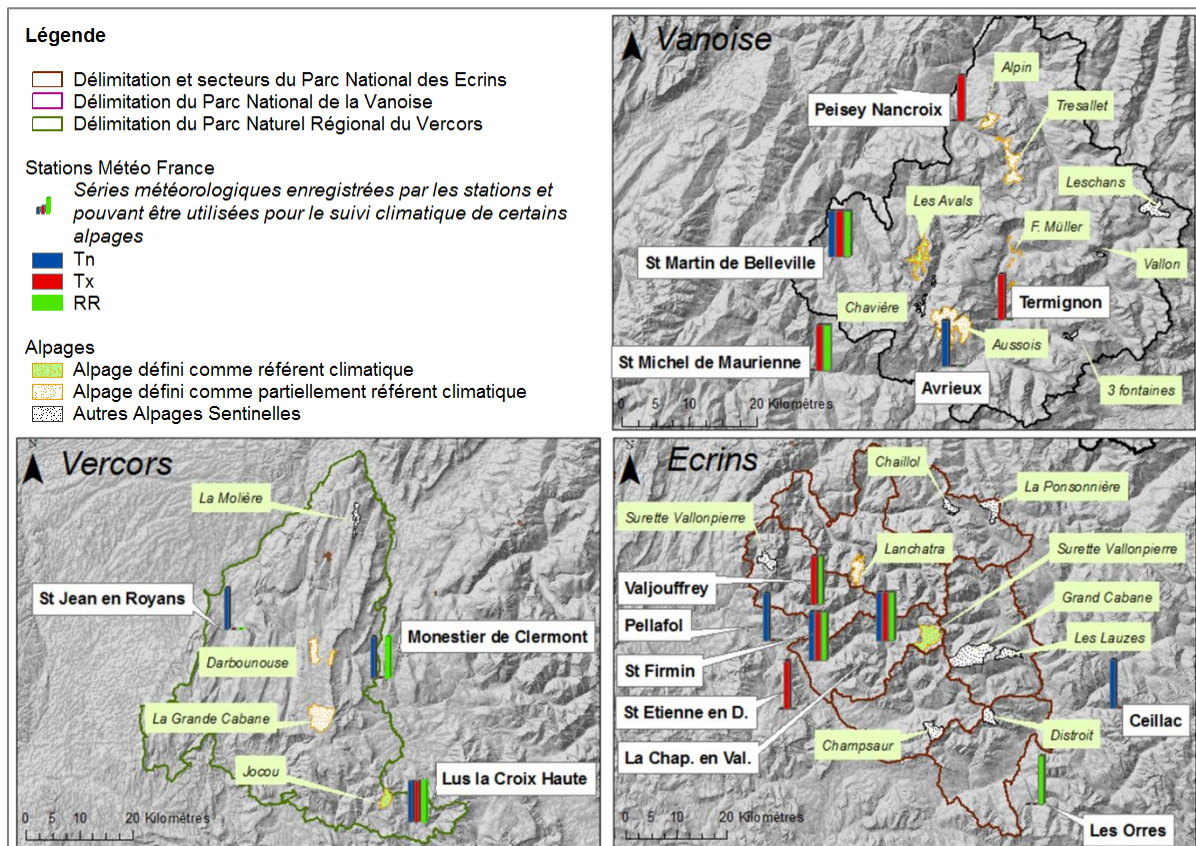 Légende
Délimitation et secteurs du Parc National des Ecrins
Délimitation du Parc National de la Vanoise
Délimitation du Parc Naturel Régional du Vercors
Stations Météo France
Séries météorologiques enregistrées par les stations et
pouvant être utilisées pour le suivi climatique de certains
alpages
Tn
Tx
RR
Alpages
Alpage défini comme référent climatique
Alpage défini comme partiellement référent climatique
Autres Alpages Sentinelles
N
Vanoise
Alpin
Peisey Nancroix
Tresallet
Leschans
Les Avals
F. Müller
St Martin de Belleville
Vallon
Termignon
Chavière
St Michel de Maurienne
Aussois
Avrieux
3 fontaines
0 5 10 20 Kilomètres
N
Vercors
La Molière
St Jean en Royans
Monestier de Clermont
Darbounouse
La Grande Cabane
Jocou
Lus la Croix Haute
0 5 10 20 Kilomètres
N
Ecrins
Chaillol
La Ponsonnière
Surette Vallonpierre
Lanchatra
Surette Vallonpierre
Valjouffrey
Grand Cabane
Pellafol
Les Lauzes
St Firmin
St Etienne en D.
Ceillac
La Chap. en Val.
Champsaur
Distroit
0 5 10 20 Kilomètres
Les Orres